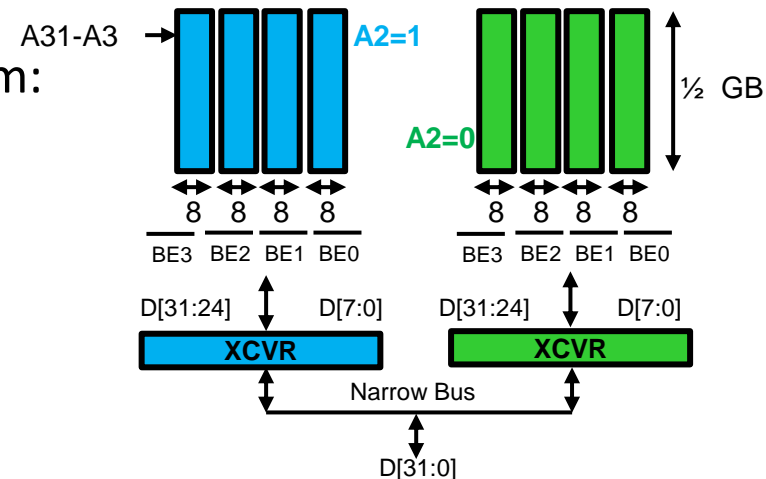 A31-A3
A2=1
m:
½ GB
A2=0
8 8 8 8
8 8 8 8
BE3 BE2 BE1 BE0
BE3 BE2 BE1 BE0
D[31:24] D[7:0]
D[31:24] D[7:0]
XCVR
XCVR
Narrow Bus
D[31:0]